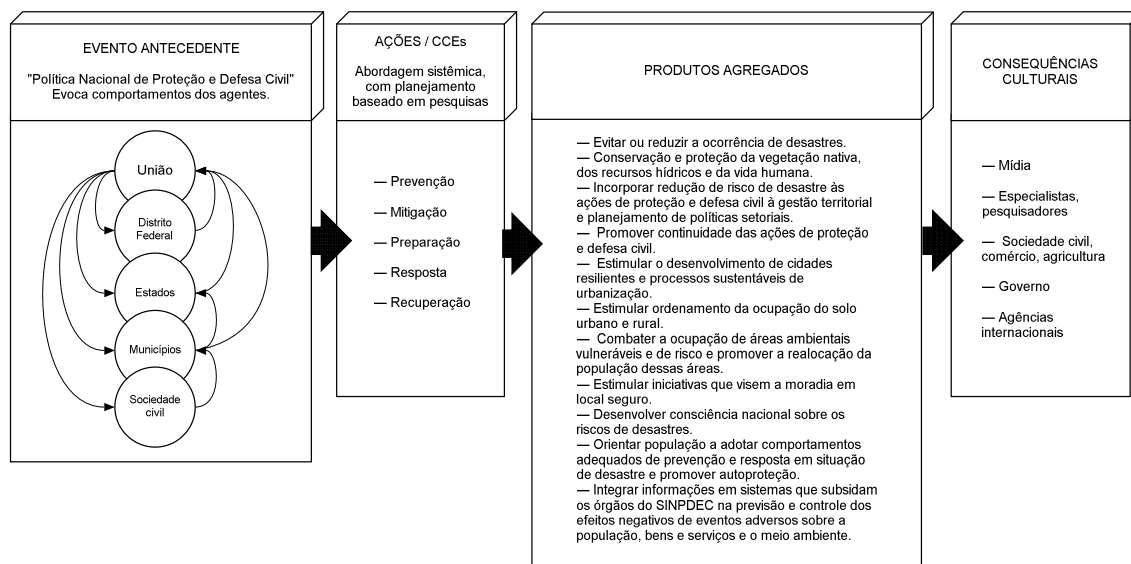 EVENTO ANTECEDENTE
"Política Nacional de Proteção e Defesa Civil"
Evoca comportamentos dos agentes.
União
Distrito
Federal
Estados
Municípios
Sociedade
civil
AÇÕES / CCEs
Abordagem sistêmica,
com planejamento
baseado em pesquisas
— Prevenção
— Mitigação
— Preparação
— Resposta
— Recuperação
PRODUTOS AGREGADOS
— Evitar ou reduzir a ocorrência de desastres.
— Conservação e proteção da vegetação nativa,
dos recursos hídricos e da vida humana.
— Incorporar redução de risco de desastre às
ações de proteção e defesa civil à gestão territorial
e planejamento de políticas setoriais.
— Promover continuidade das ações de proteção
e defesa civil.
— Estimular o desenvolvimento de cidades
resilientes e processos sustentáveis de
urbanização.
— Estimular ordenamento da ocupação do solo
urbano e rural.
— Combater a ocupação de áreas ambientais
vulneráveis e de risco e promover a realocação da
população dessas áreas.
— Estimular iniciativas que visem a moradia em
local seguro.
— Desenvolver consciência nacional sobre os
riscos de desastres.
— Orientar população a adotar comportamentos
adequados de prevenção e resposta em situação
de desastre e promover autoproteção.
— Integrar informações em sistemas que subsidam
os órgãos do SINPDEC na previsão e controle dos
efeitos negativos de eventos adversos sobre a
população, bens e serviços e o meio ambiente.
CONSEQUÊNCIAS
CULTURAIS
— Mídia
— Especialistas,
pesquisadores
— Sociedade civil,
comércio, agricultura
— Governo
— Agências
internacionais